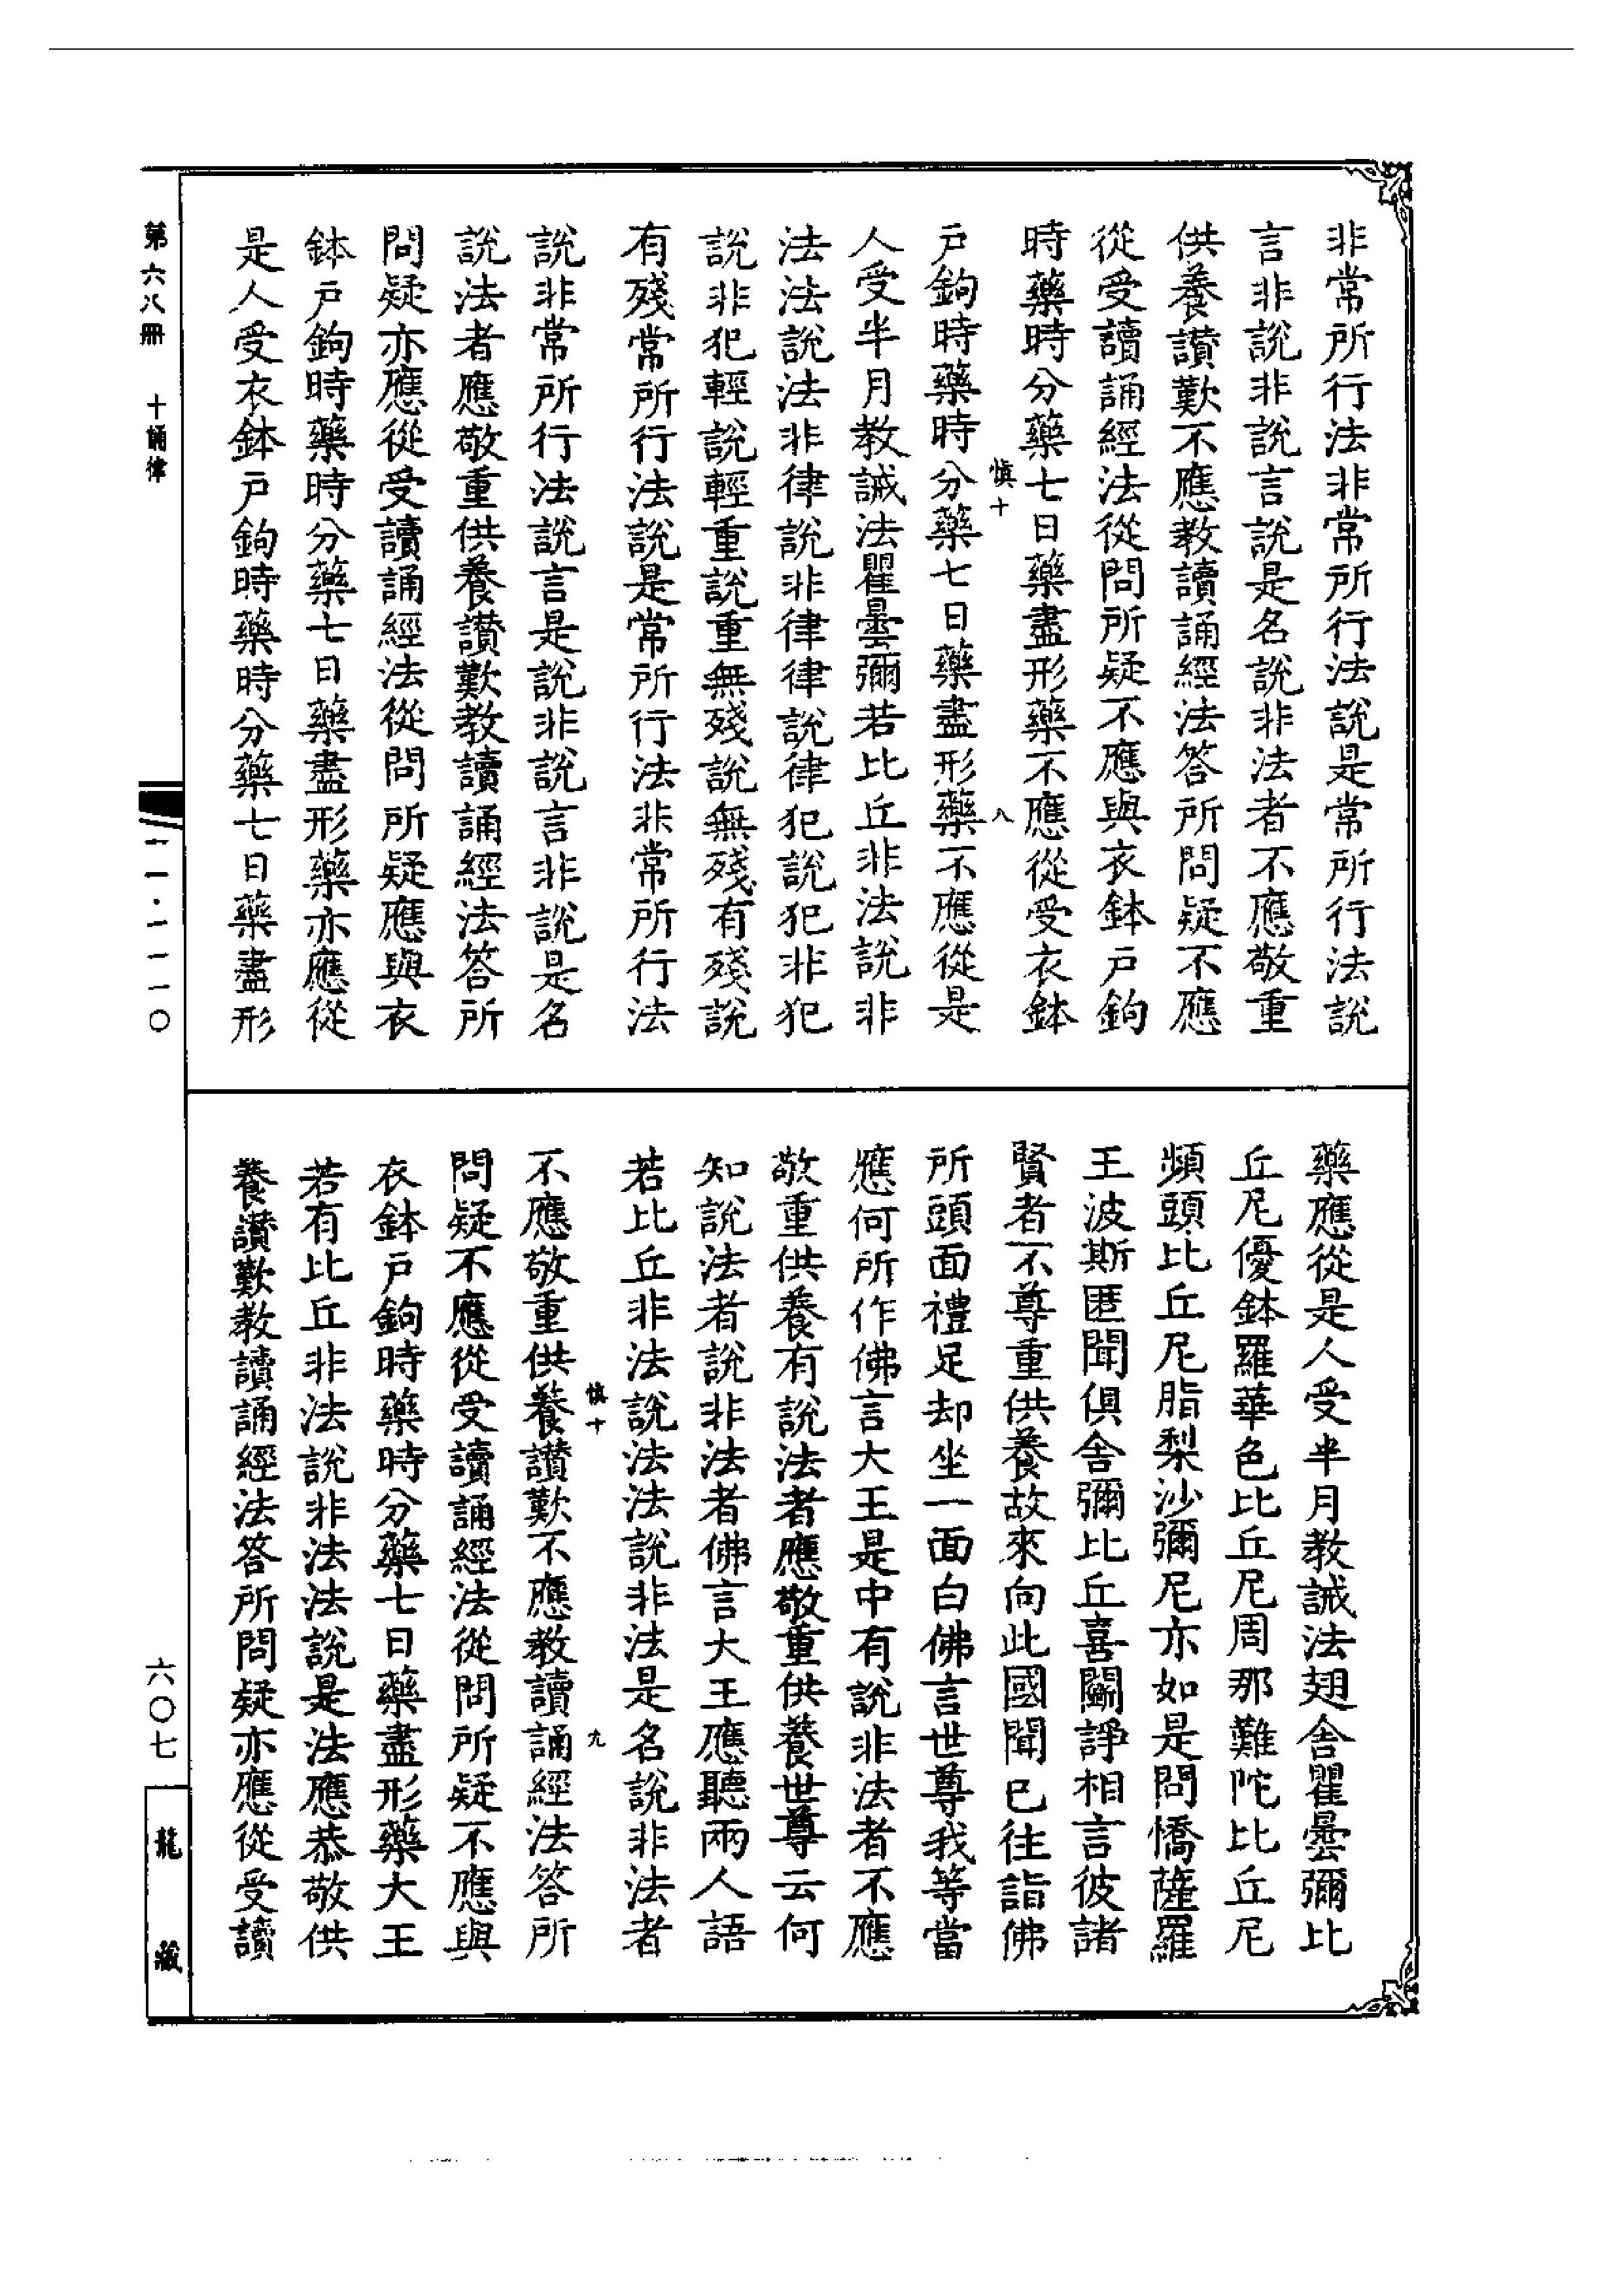 非常所行法非常所行法說是常所行法說
言非說非說言說是名說非法者不應敬重
供養讃歎不應教讀誦經法答所問疑不應
從受讀誦經法從問所疑不應與衣鉢戶鉤
時藥時分藥七日藥盡形藥不應從受衣鉢
慎十
八
戶鉤時藥時分藥七日藥盡形藥不應從是
人受半月教誡法瞿曇彌若比丘非法說非
法法說法非律說非律律說律犯說犯非犯
說非犯輕說輕重說重無殘說無殘有殘說
有殘常所行法說是常所行法非常所行法
說非常所行法說言是說非說言非說是名
說法者應敬重供養讃歎教讀誦經法答所
問疑亦應從受讀誦經法從問所疑應與衣
鉢戶鉤時藥時分藥七日藥盡形藥亦應從
是人受衣鉢戶鉤時藥時分藥七日藥盡形
藥應從是人受半月教誡法翅舍瞿曇彌比
丘尼優鉢羅華色比丘尼周那難陀比丘尼
頻頭比丘尼脂梨沙彌尼亦如是問憍薩羅
王波斯匿聞俱舍彌比丘喜鬭諍相言彼諸
賢者不尊重供養故來向此國聞已往詣佛
所頭面禮足却坐一面白佛言世尊我等當
應何所作佛言大王是中有說非法者不應
敬重供養有說法者應敬重供養世尊云何
知說法者說非法者佛言大王應聽兩人語
若比丘非法說法法說非法是名說非法者
慎十
九
不應敬重供養讃歎不應教讀誦經法答所
問疑不應從受讀誦經法從問所疑不應與
衣鉢戶鉤時藥時分藥七日藥盡形藥大王
若有比丘非法說非法法說是法應恭敬供
養讃歎教讀誦經法答所問疑亦應從受讀
第六八冊 十誦律
六〇七
龍藏